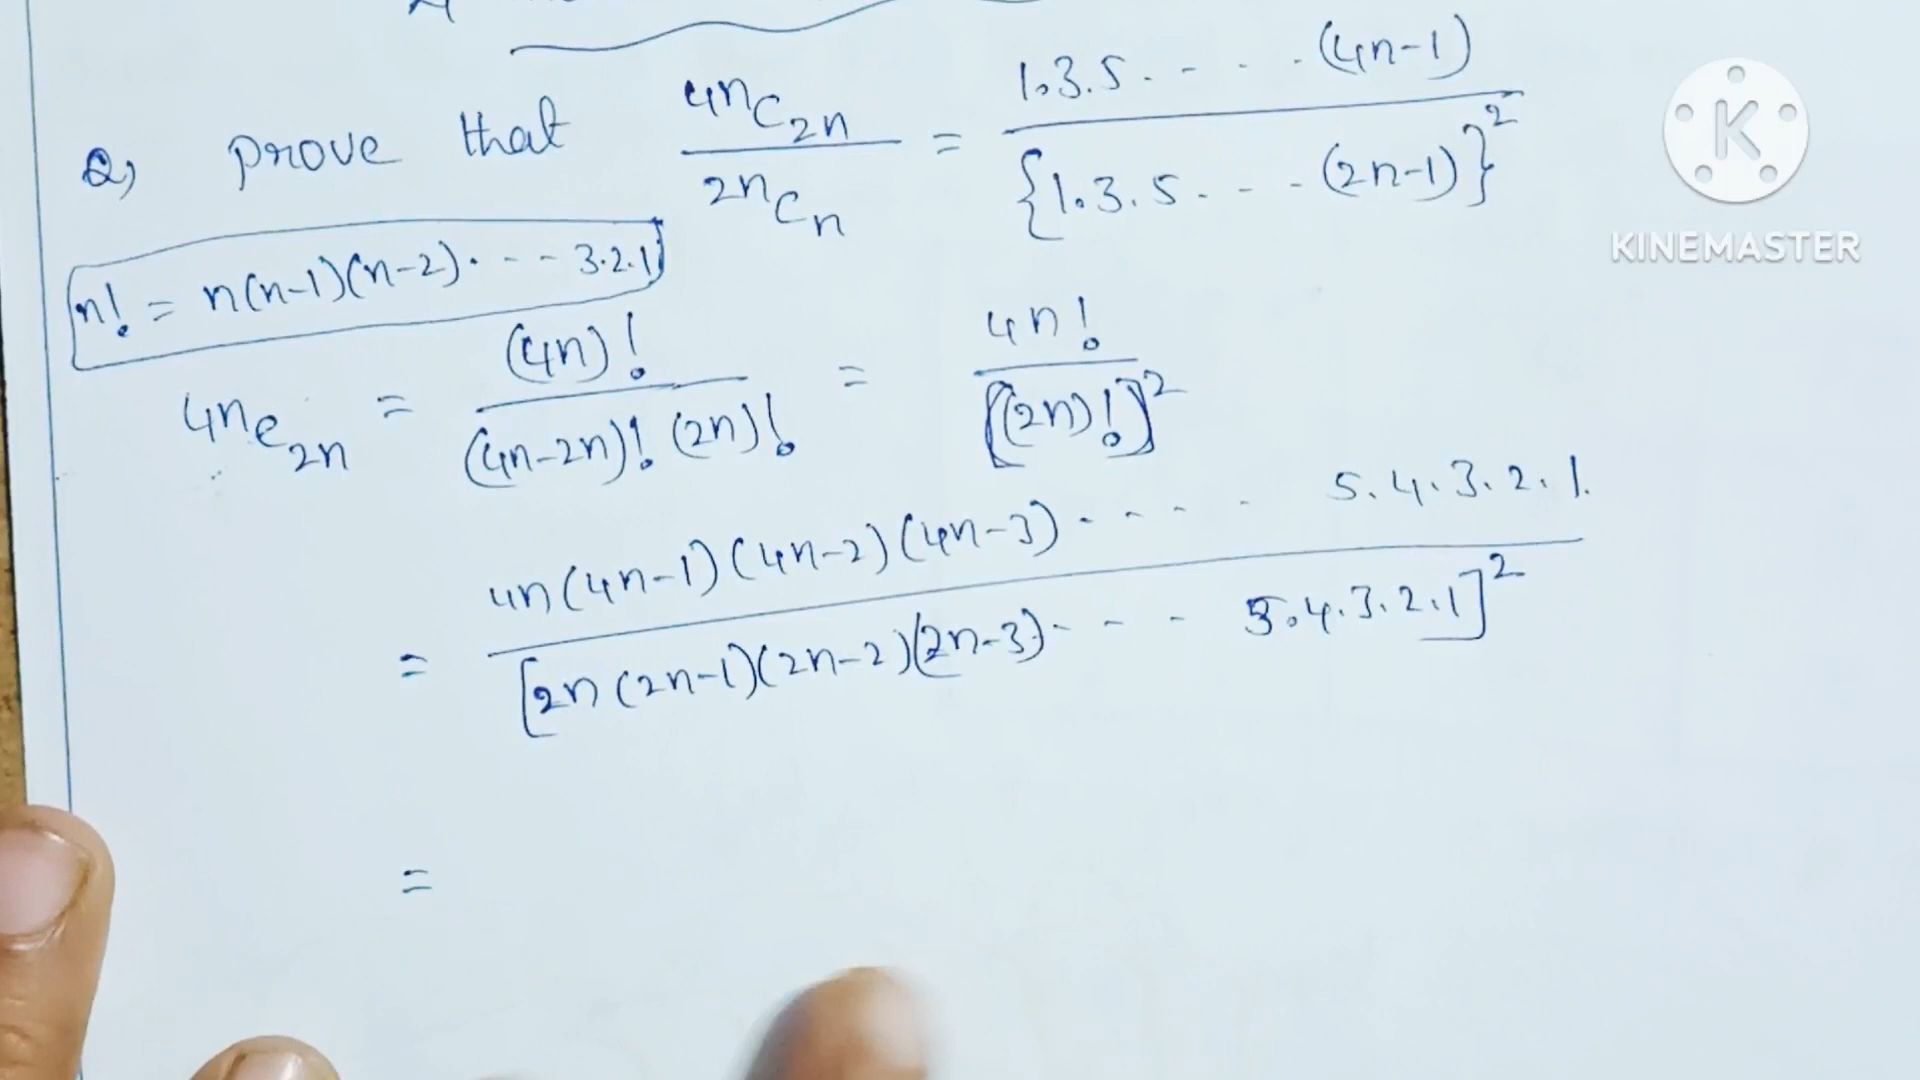 Q, prove that 4nC2n / 2nCn = 1.3.5.----(4n-1) / {1.3.5---(2n-1)}²
n! = n(n-1)(n-2)·---3.2.1
4nC2n = (4n)! / (4n-2n)! (2n)! = 4n! / [(2n)!]²
= 4n(4n-1)(4n-2)(4n-3)---- 5.4.3.2.1. / [2n(2n-1)(2n-2)(2n-3)---- 5.4.3.2.1]²
=
K
KINEMASTER